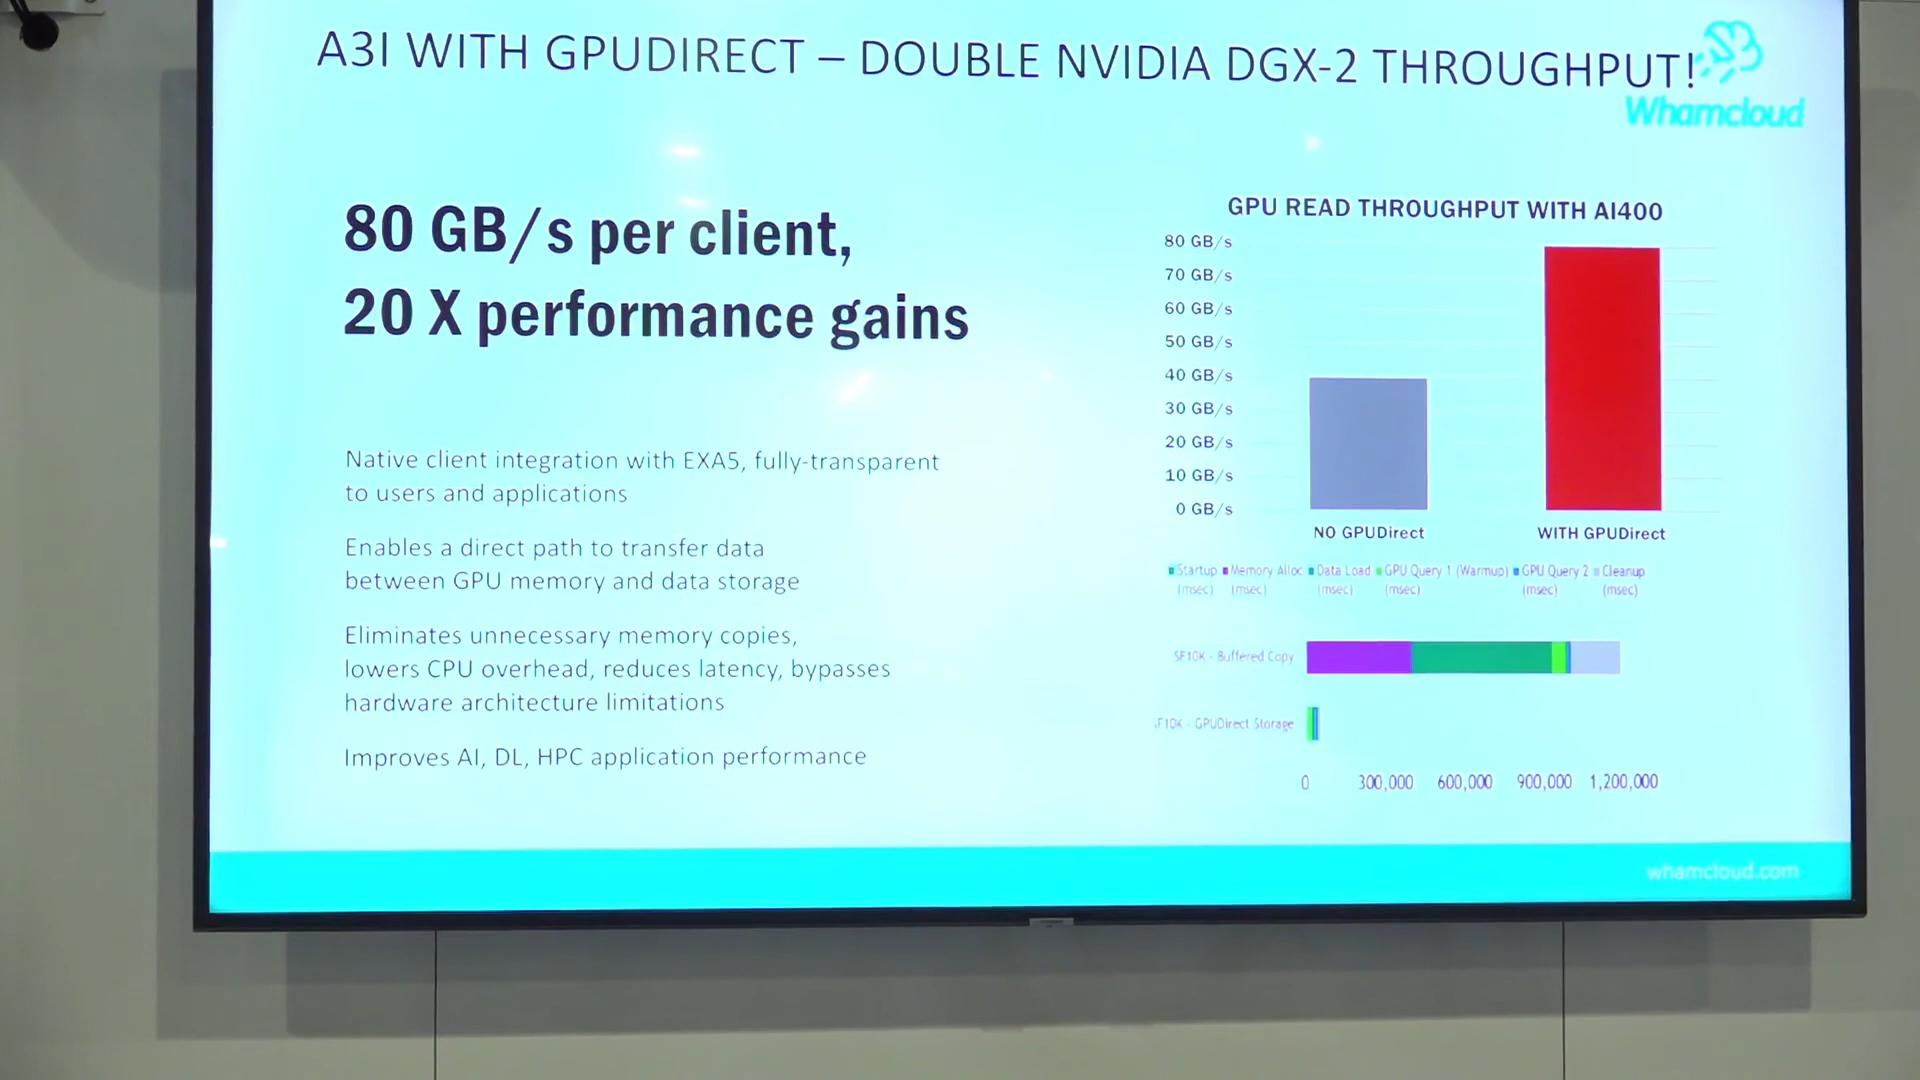 A3I WITH GPUDIRECT – DOUBLE NVIDIA DGX-2 THROUGHPUT!
Whamcloud
80 GB/s per client,
20 X performance gains
Native client integration with EXA5, fully-transparent
to users and applications
Enables a direct path to transfer data
between GPU memory and data storage
Eliminates unnecessary memory copies,
lowers CPU overhead, reduces latency, bypasses
hardware architecture limitations
Improves AI, DL, HPC application performance
GPU READ THROUGHPUT WITH AI400
80 GB/s
70 GB/s
60 GB/s
50 GB/s
40 GB/s
30 GB/s
20 GB/s
10 GB/s
0 GB/s
NO GPUDirect WITH GPUDirect
Startup Memory Alloc Data Load GPU Query 1 (Warmup) GPU Query 2 Cleanup
(msec) (msec) (msec) (msec) (msec) (msec)
SF10K - Buffered Copy
F10K - GPUDirect Storage
0 300,000 600,000 900,000 1,200,000
whamcloud.com